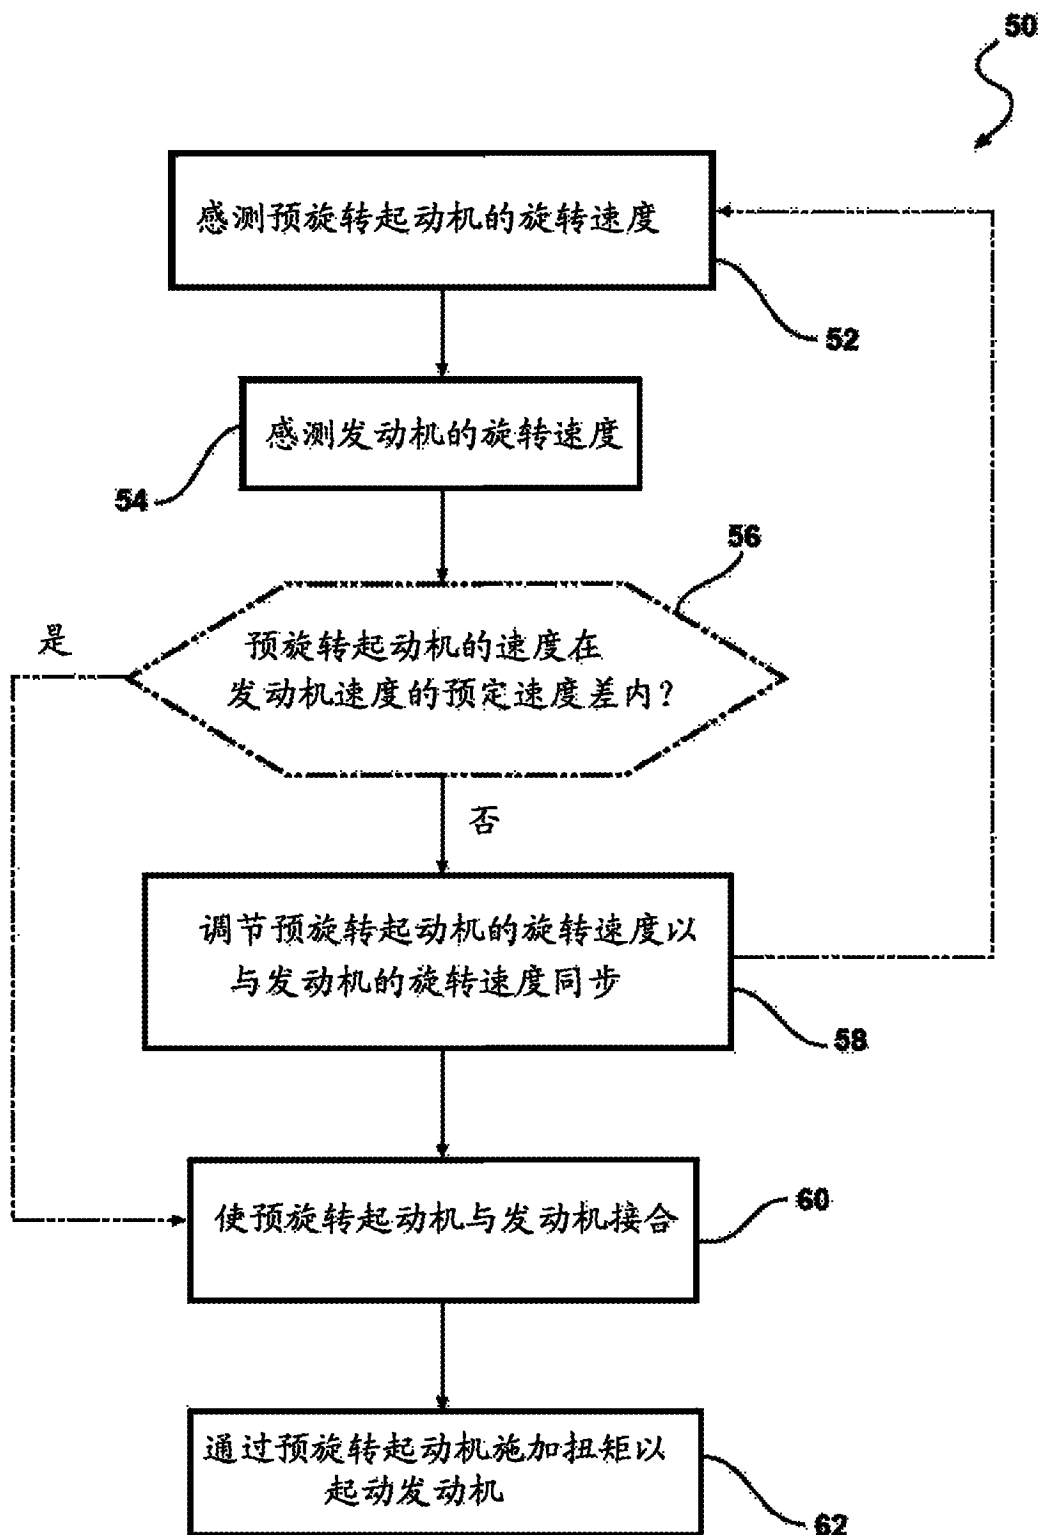 50
感测预旋转起动机的旋转速度
52
感测发动机的旋转速度
54
56
是
预旋转起动机的速度在
发动机速度的预定速度差内？
否
调节预旋转起动机的旋转速度以
与发动机的旋转速度同步
58
使预旋转起动机与发动机接合
60
通过预旋转起动机施加扭矩以
起动发动机
62